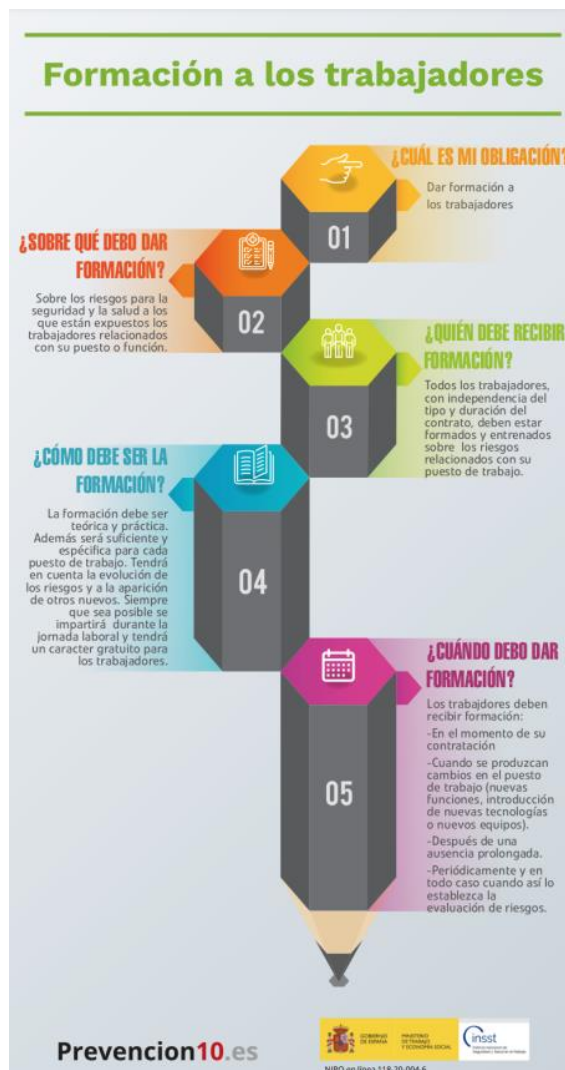 Formación a los trabajadores
¿CUÁL ES MI OBLIGACIÓN?
Dar formación a
los trabajadores
01
¿SOBRE QUÉ DEBO DAR
FORMACIÓN?
Sobre los riesgos para la
seguridad y la salud a los
que están expuestos los
trabajadores relacionados
con su puesto o función.
02
¿QUIÉN DEBE RECIBIR
FORMACIÓN?
Todos los trabajadores,
con independencia del
tipo y duración del
contrato, deben estar
formados y entrenados
sobre los riesgos
relacionados con su
puesto de trabajo.
03
¿CÓMO DEBE SER LA
FORMACIÓN?
La formación debe ser
teórica y práctica.
Además será suficiente y
espécifica para cada
puesto de trabajo. Tendrá
en cuenta la evolución de
los riesgos y a la aparición
de otros nuevos. Siempre
que sea posible se
impartirá durante la
jornada laboral y tendrá
un caracter gratuito para
los trabajadores.
04
¿CUÁNDO DEBO DAR
FORMACIÓN?
Los trabajdores deben
recibir formación:
-En el momento de su
contratación
-Cuando se produzcan
cambios en el puesto
de trabajo (nuevas
funciones, introducción
de nuevas tecnologías
o nuevos equipos).
-Después de una
ausencia prolongada.
-Periódicamente y en
todo caso cuando así lo
establezca la
evaluación de riesgos.
05
Prevencion10.es
GOBIERNO
DE ESPAÑA
MINISTERIO
DE TRABAJO
Y ECONOMÍA SOCIAL
insst